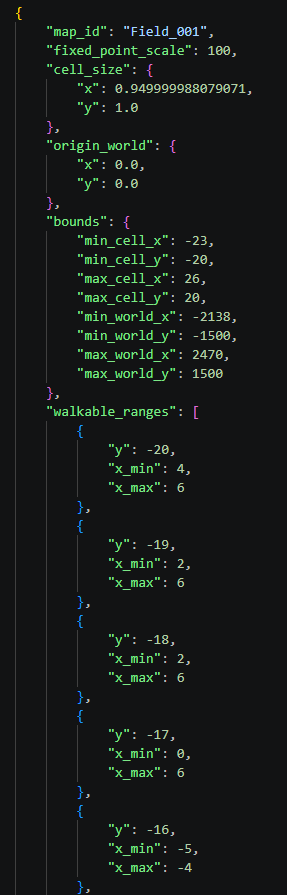 {
"map_id": "Field_001",
"fixed_point_scale": 100,
"cell_size": {
"x": 0.949999988079071,
"y": 1.0
},
"origin_world": {
"x": 0.0,
"y": 0.0
},
"bounds": {
"min_cell_x": -23,
"min_cell_y": -20,
"max_cell_x": 26,
"max_cell_y": 20,
"min_world_x": -2138,
"min_world_y": -1500,
"max_world_x": 2470,
"max_world_y": 1500
},
"walkable_ranges": [
{
"y": -20,
"x_min": 4,
"x_max": 6
},
{
"y": -19,
"x_min": 2,
"x_max": 6
},
{
"y": -18,
"x_min": 2,
"x_max": 6
},
{
"y": -17,
"x_min": 0,
"x_max": 6
},
{
"y": -16,
"x_min": -5,
"x_max": -4
},